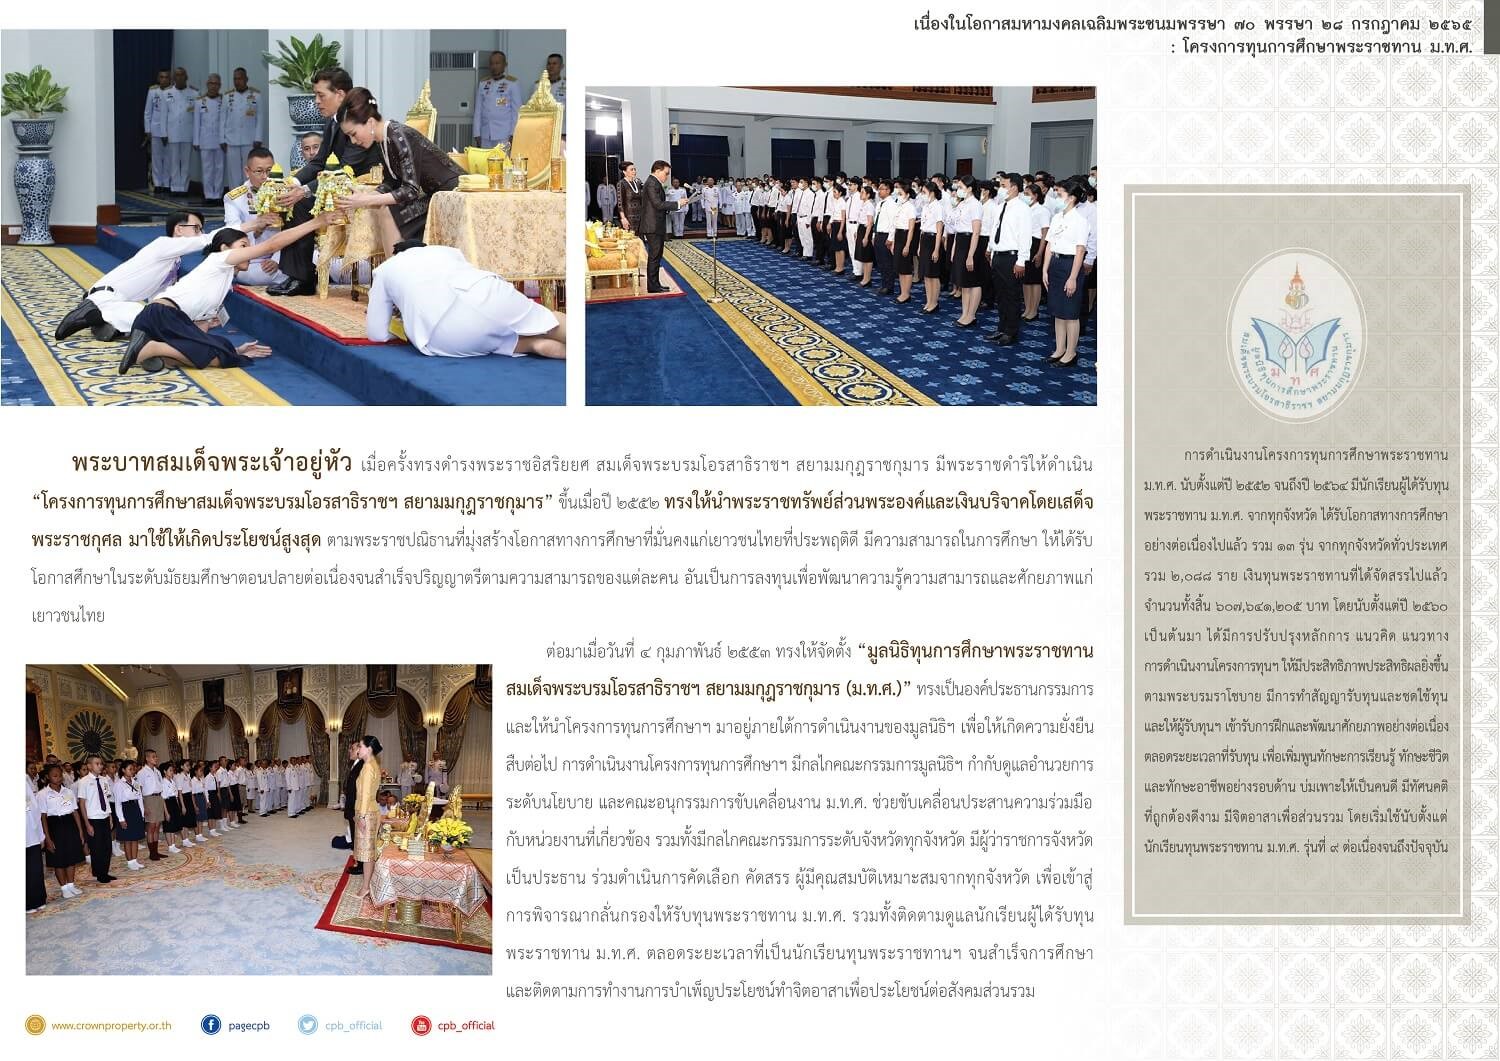 เนื่องในโอกาสมหามงคลเฉลิมพระชนมพรรษา ๗๐ พรรษา ๒๘ กรกฎาคม ๒๕๖๕
: โครงการทุนการศึกษาพระราชทาน ม.ท.ศ.
พระบาทสมเด็จพระเจ้าอยู่หัว เมื่อครั้งทรงดำรงพระราชอิสริยยศ สมเด็จพระบรมโอรสาธิราชฯ สยามมกุฎราชกุมาร มีพระราชดำริให้ดำเนิน
“โครงการทุนการศึกษาสมเด็จพระบรมโอรสาธิราชฯ สยามมกุฎราชกุมาร” ขึ้นเมื่อปี ๒๕๕๒ ทรงให้นำพระราชทรัพย์ส่วนพระองค์และเงินบริจาคโดยเสด็จ
พระราชกุศล มาใช้ให้เกิดประโยชน์สูงสุด ตามพระราชปณิธานที่มุ่งสร้างโอกาสทางการศึกษาที่มั่นคงแก่เยาวชนไทยที่ประพฤติดี มีความสามารถในการศึกษา ให้ได้รับ
โอกาสศึกษาในระดับมัธยมศึกษาตอนปลายต่อเนื่องจนสำเร็จปริญญาตรีตามความสามารถของแต่ละคน อันเป็นการลงทุนเพื่อพัฒนาความรู้ความสามารถและศักยภาพแก่
เยาวชนไทย
ต่อมาเมื่อวันที่ ๔ กุมภาพันธ์ ๒๕๕๓ ทรงให้จัดตั้ง “มูลนิธิทุนการศึกษาพระราชทาน
สมเด็จพระบรมโอรสาธิราชฯ สยามมกุฎราชกุมาร (ม.ท.ศ.)” ทรงเป็นองค์ประธานกรรมการ
และให้นำโครงการทุนการศึกษาฯ มาอยู่ภายใต้การดำเนินงานของมูลนิธิฯ เพื่อให้เกิดความยั่งยืน
สืบต่อไป การดำเนินงานโครงการทุนการศึกษาฯ มีกลไกคณะกรรมการมูลนิธิฯ กำกับดูแลอำนวยการ
ระดับนโยบาย และคณะอนุกรรมการขับเคลื่อนงาน ม.ท.ศ. ช่วยขับเคลื่อนประสานความร่วมมือ
กับหน่วยงานที่เกี่ยวข้อง รวมทั้งมีกลไกคณะกรรมการระดับจังหวัดทุกจังหวัด มีผู้ว่าราชการจังหวัด
เป็นประธาน ร่วมดำเนินการคัดเลือก คัดสรร ผู้มีคุณสมบัติเหมาะสมจากทุกจังหวัด เพื่อเข้าสู่
การพิจารณากลั่นกรองให้รับทุนพระราชทาน ม.ท.ศ. รวมทั้งติดตามดูแลนักเรียนผู้ได้รับทุน
พระราชทาน ม.ท.ศ. ตลอดระยะเวลาที่เป็นนักเรียนทุนพระราชทานฯ จนสำเร็จการศึกษา
และติดตามการทำงานการบำเพ็ญประโยชน์ทำจิตอาสาเพื่อประโยชน์ต่อสังคมส่วนรวม
ม ท ศ
มูลนิธิทุนการศึกษาพระราชทาน
สมเด็จพระบรมโอรสาธิราชฯ สยามมกุฎราชกุมาร
การดำเนินงานโครงการทุนการศึกษาพระราชทาน
ม.ท.ศ. นับตั้งแต่ปี ๒๕๕๒ จนถึงปี ๒๕๖๔ มีนักเรียนผู้ได้รับทุน
พระราชทาน ม.ท.ศ. จากทุกจังหวัด ได้รับโอกาสทางการศึกษา
อย่างต่อเนื่องไปแล้ว รวม ๑๓ รุ่น จากทุกจังหวัดทั่วประเทศ
รวม ๒,๐๘๘ ราย เงินทุนพระราชทานที่ได้จัดสรรไปแล้ว
จำนวนทั้งสิ้น ๖๐๗,๖๔๑,๒๐๕ บาท โดยนับตั้งแต่ปี ๒๕๖๐
เป็นต้นมา ได้มีการปรับปรุงหลักการ แนวคิด แนวทาง
การดำเนินงานโครงการทุนฯ ให้มีประสิทธิภาพประสิทธิผลยิ่งขึ้น
ตามพระบรมราโชบาย มีการทำสัญญารับทุนและชดใช้ทุน
และให้ผู้รับทุนฯ เข้ารับการฝึกและพัฒนาศักยภาพอย่างต่อเนื่อง
ตลอดระยะเวลาที่รับทุน เพื่อเพิ่มพูนทักษะการเรียนรู้ ทักษะชีวิต
และทักษะอาชีพอย่างรอบด้าน บ่มเพาะให้เป็นคนดี มีทัศนคติ
ที่ถูกต้องดีงาม มีจิตอาสาเพื่อส่วนรวม โดยเริ่มใช้นับตั้งแต่
นักเรียนทุนพระราชทาน ม.ท.ศ. รุ่นที่ ๙ ต่อเนื่องจนถึงปัจจุบัน
www.crownproperty.or.th pagecpb cpb_official cpb_official